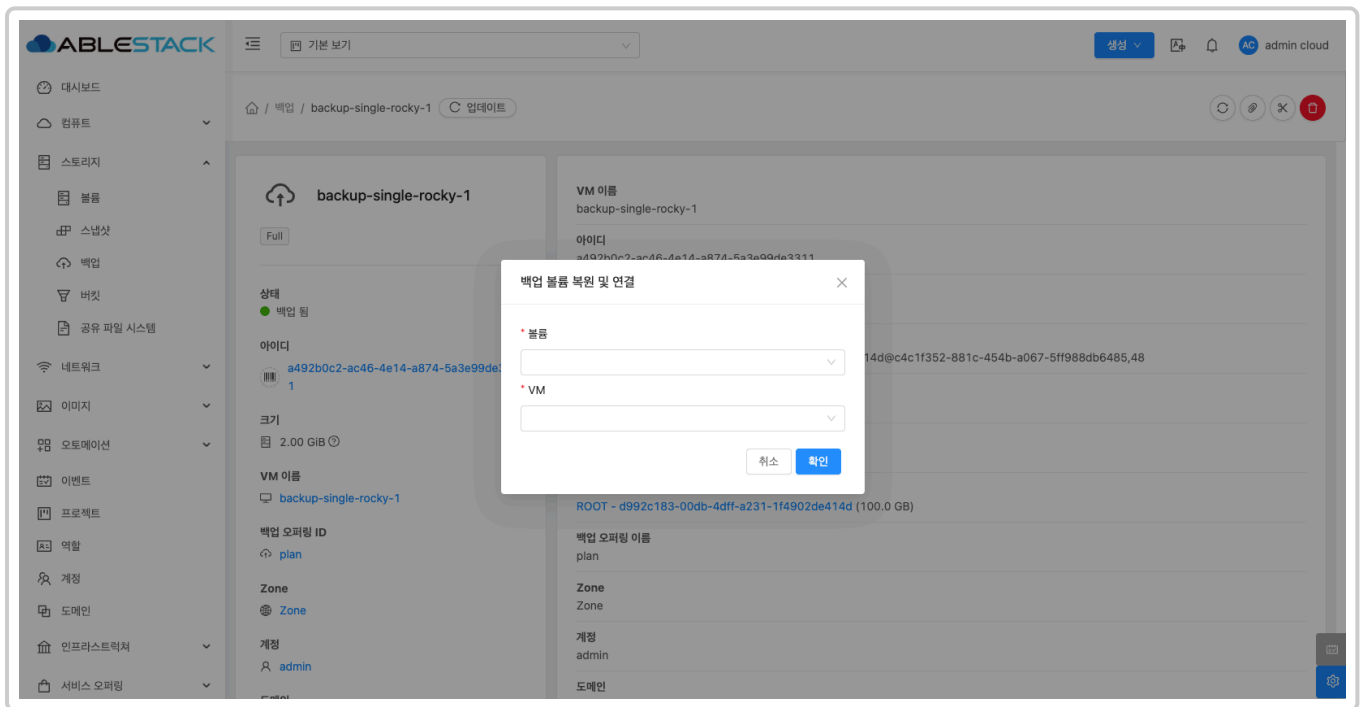 ABLESTACK
기본 보기
생성
AC
admin cloud
대시보드
컴퓨트
스토리지
볼륨
스냅샷
백업
버킷
공유 파일 시스템
네트워크
이미지
오토메이션
이벤트
프로젝트
역할
계정
도메인
인프라스트럭쳐
서비스 오퍼링
/ 백업 / backup-single-rocky-1
업데이트
backup-single-rocky-1
Full
상태
백업 됨
아이디
a492b0c2-ac46-4e14-a874-5a3e99de
1
크기
2.00 GiB
VM 이름
backup-single-rocky-1
백업 오퍼링 ID
plan
Zone
Zone
계정
admin
VM 이름
backup-single-rocky-1
아이디
a492b0c2-ac46-4e14-a874-5a3e99de3311
14d@c4c1f352-881c-454b-a067-5ff988db6485,48
ROOT - d992c183-00db-4dff-a231-1f4902de414d (100.0 GB)
백업 오퍼링 이름
plan
Zone
Zone
계정
admin
도메인
백업 볼륨 복원 및 연결
* 볼륨
* VM
취소
확인